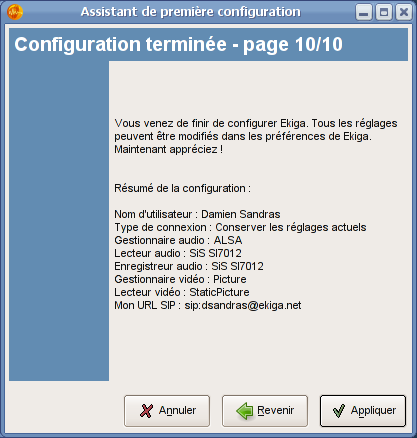 Assistant de première configuration
Configuration terminée - page 10/10
Vous venez de finir de configurer Ekiga. Tous les réglages
peuvent être modifiés dans les préférences de Ekiga.
Maintenant appréciez !
Résumé de la configuration :
Nom d'utilisateur : Damien Sandras
Type de connexion : Conserver les réglages actuels
Gestionnaire audio : ALSA
Lecteur audio : SiS SI7012
Enregistreur audio : SiS SI7012
Gestionnaire vidéo : Picture
Lecteur vidéo : StaticPicture
Mon URL SIP : sip:dsandras@ekiga.net
Annuler
Revenir
Appliquer